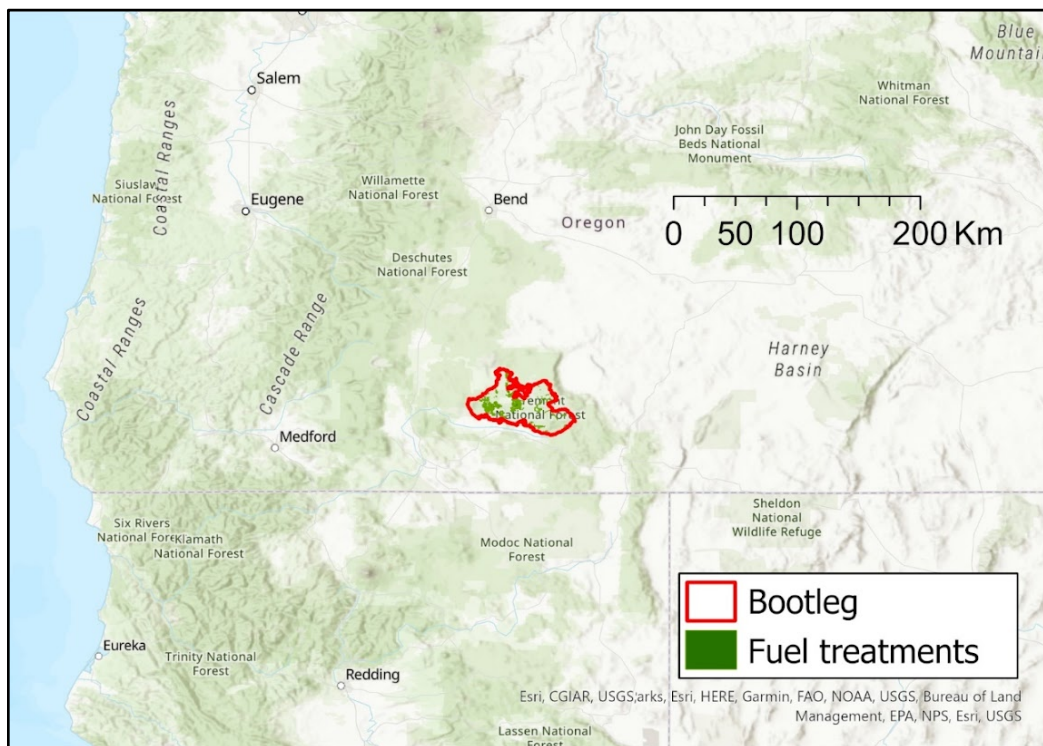 Blue
Mountain
Salem
Whitman
National Forest
John Day Fossil
Beds National
Monument
Coastal Ranges
Siuslaw
National Forest
Willamette
National Forest
Eugene
Bend
Oregon
0 50 100 200 Km
Deschutes
National Forest
Coastal Ranges
Cascade Range
Harney
Basin
National Forest
Medford
Sheldon
National
Wildlife Refuge
Six Rivers
National Fore
Klamath
National Forest
Modoc National
Forest
Bootleg
Eureka
Trinity National
Forest
Fuel treatments
Redding
Esri, CGIAR, USGS;arks, Esri, HERE, Garmin, FAO, NOAA, USGS, Bureau of Land
Management, EPA, NPS, Esri, USGS
Lassen National
Forest